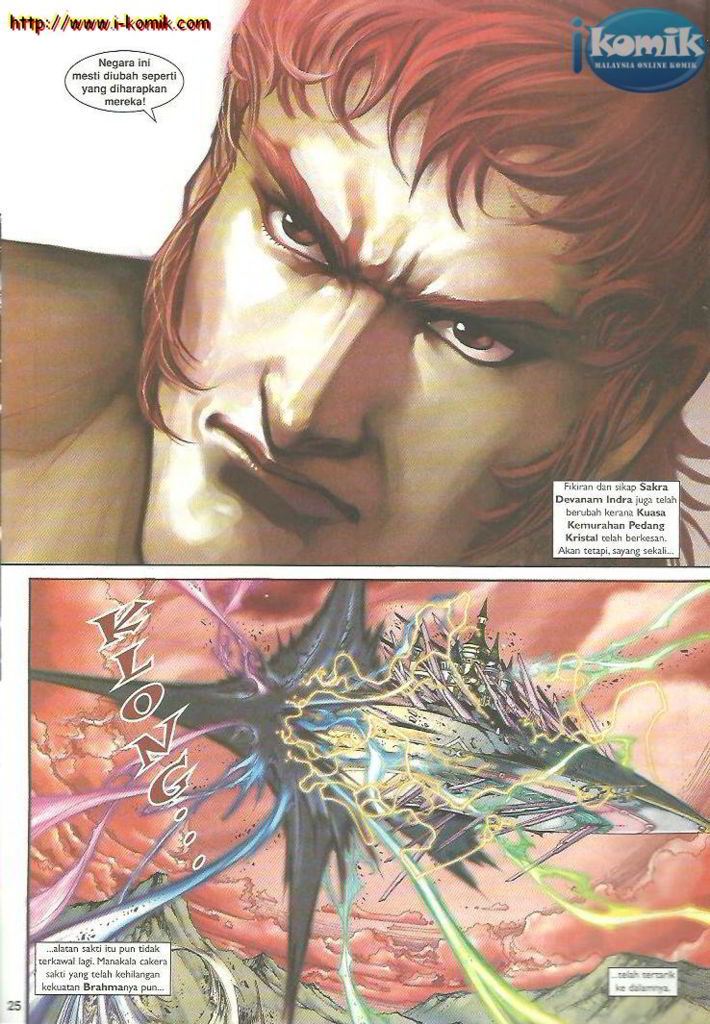 http://www.i-komik.com
ikomik
MALAYSIA ONLINE KOMIK
Negara ini
mesti diubah seperti
yang diharapkan
mereka!
Fikiran dan sikap Sakra
Devanam Indra juga telah
berubah kerana Kuasa
Kemurahan Pedang
Kristal telah berkesan.
Akan tetapi, sayang sekali...
KLONG...
...alatan sakti itu pun tidak
terkawal lagi. Manakala cakera
sakti yang telah kehilangan
kekuatan Brahmanya pun...
...telah tertarik
ke dalamnya.
25